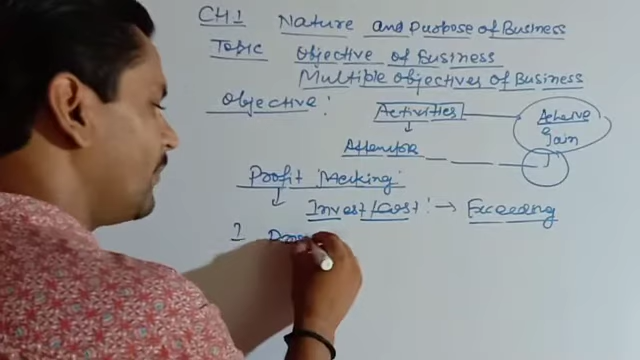 CH1 Nature and Purpose of Business
Topic Objective of Business
Multiple Objectives of Business
Objective :
Activities
Achieve
Gain
Profit Making
Invest/Cost : → Exceeding
1